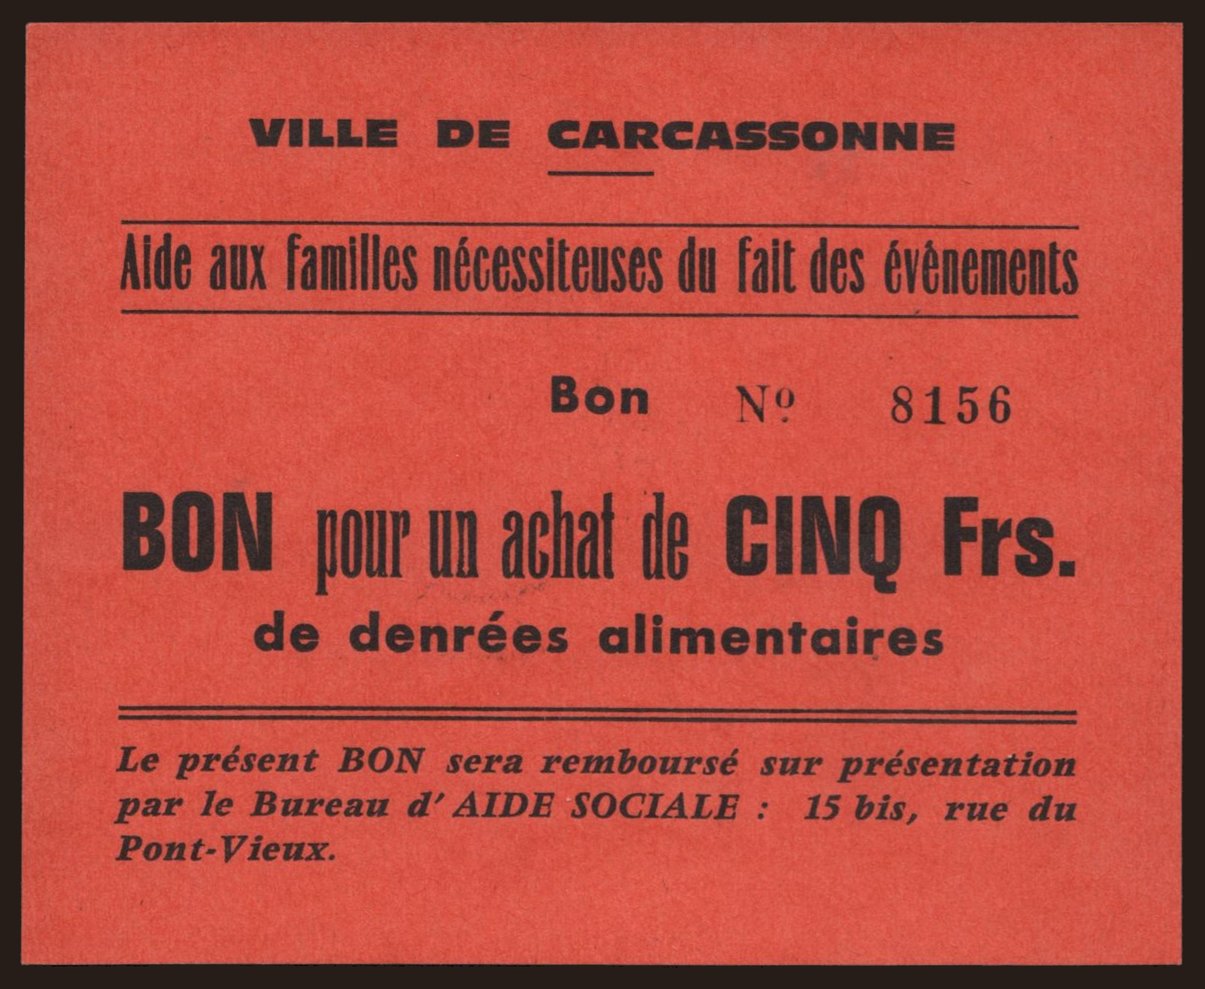 VILLE DE CARCASSONNE
Aide aux familles nécessiteuses du fait des événements
Bon Nº 8156
BON pour un achat de CINQ Frs.
de denrées alimentaires
Le présent BON sera remboursé sur présentation
par le Bureau d'AIDE SOCIALE : 15 bis, rue du
Pont-Vieux.